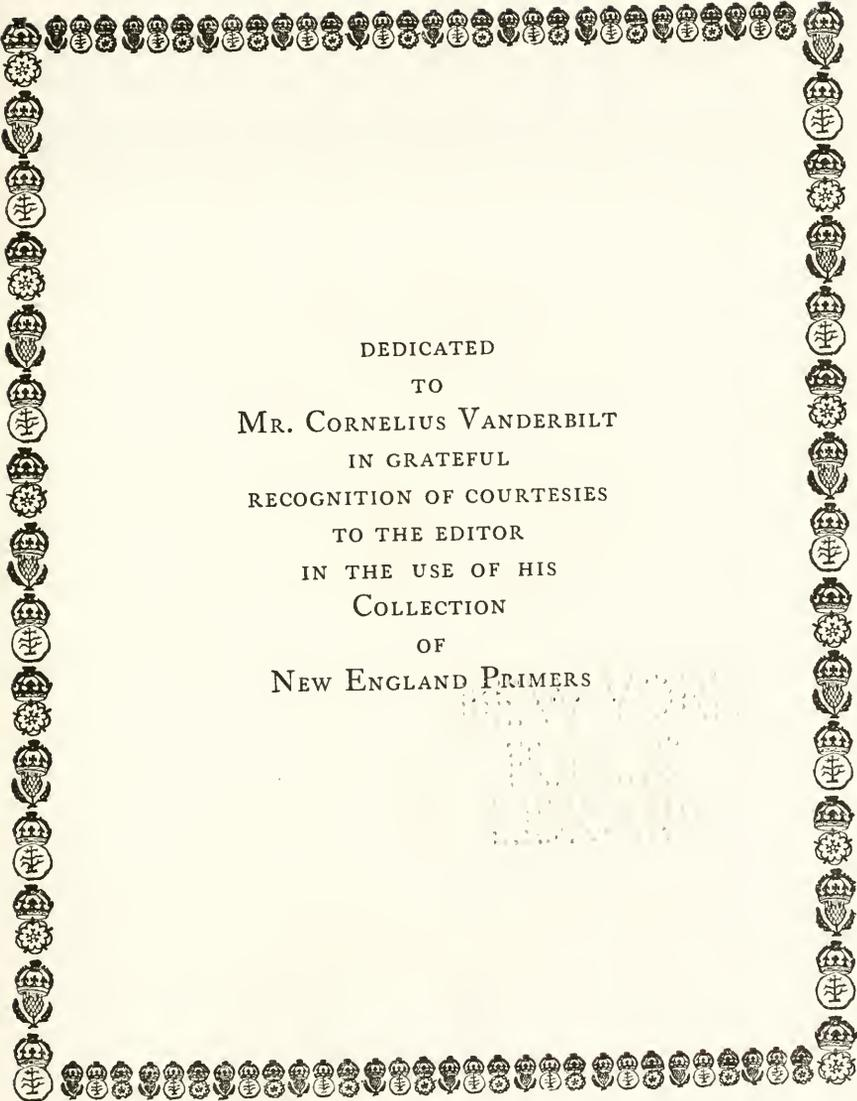 DEDICATED
TO
MR. CORNELIUS VANDERBILT
IN GRATEFUL
RECOGNITION OF COURTESIES
TO THE EDITOR
IN THE USE OF HIS
COLLECTION
OF
NEW ENGLAND PRIMERS